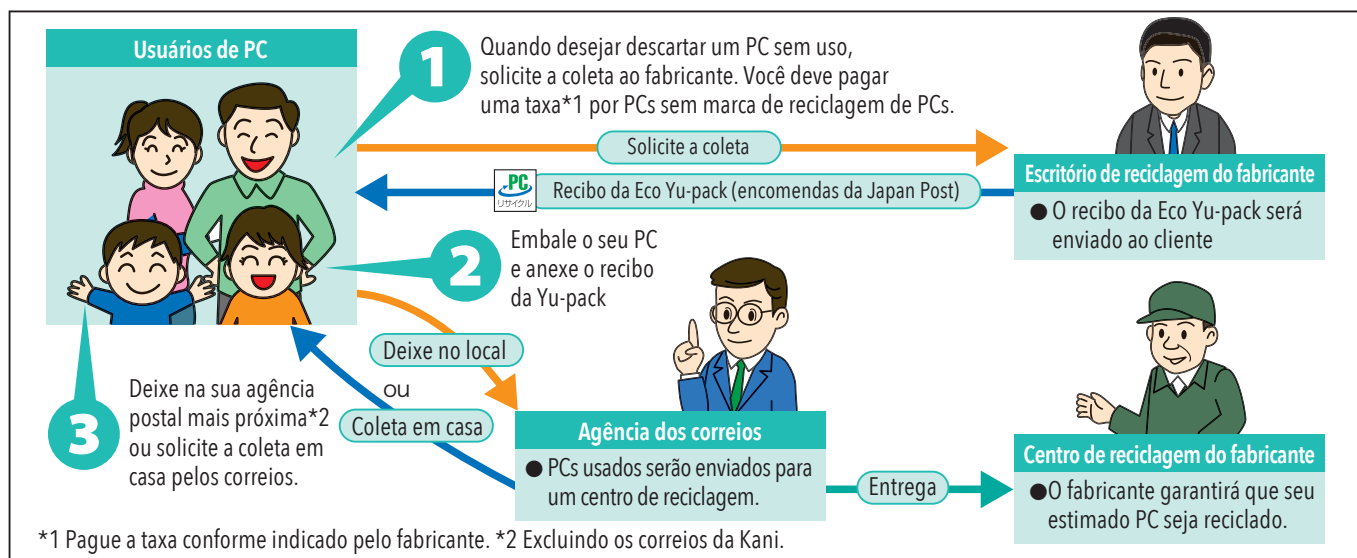 Usuários de PC
1
Quando desejar descartar um PC sem uso,
solicite a coleta ao fabricante. Você deve pagar
uma taxa*1 por PCs sem marca de reciclagem de PCs.
Solicite a coleta
PC
リサイクル
Recibo da Eco Yu-pack (encomendas da Japan Post)
Escritório de reciclagem do fabricante
● O recibo da Eco Yu-pack será
enviado ao cliente
2
Embale o seu PC
e anexe o recibo
da Yu-pack
3
Deixe na sua agência
postal mais próxima*2
ou solicite a coleta em
casa pelos correios.
Deixe no local
ou
Coleta em casa
Agência dos correios
● PCs usados serão enviados para
um centro de reciclagem.
Entrega
Centro de reciclagem do fabricante
●O fabricante garantirá que seu
estimado PC seja reciclado.
*1 Pague a taxa conforme indicado pelo fabricante. *2 Excluindo os correios da Kani.